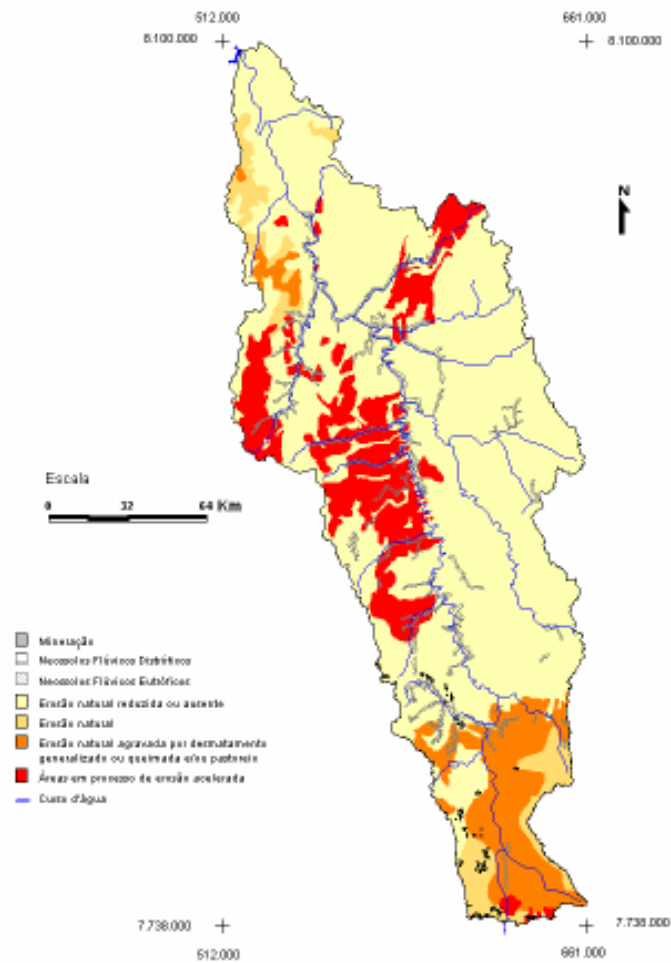 512.000 661.000
8.100.000 8.100.000
N
Escala
0 32 64 Km
Mineração
Neossolos Flúvicos Distróficos
Neossolos Flúvicos Eutróficos
Erosão natural reduzida ou ausente
Erosão natural
Erosão natural agravada por desmatamento
generalizado ou queimada e/ou pastoreio
Áreas em processo de erosão acelerada
Curso d'Água
7.738.000 7.738.000
512.000 661.000